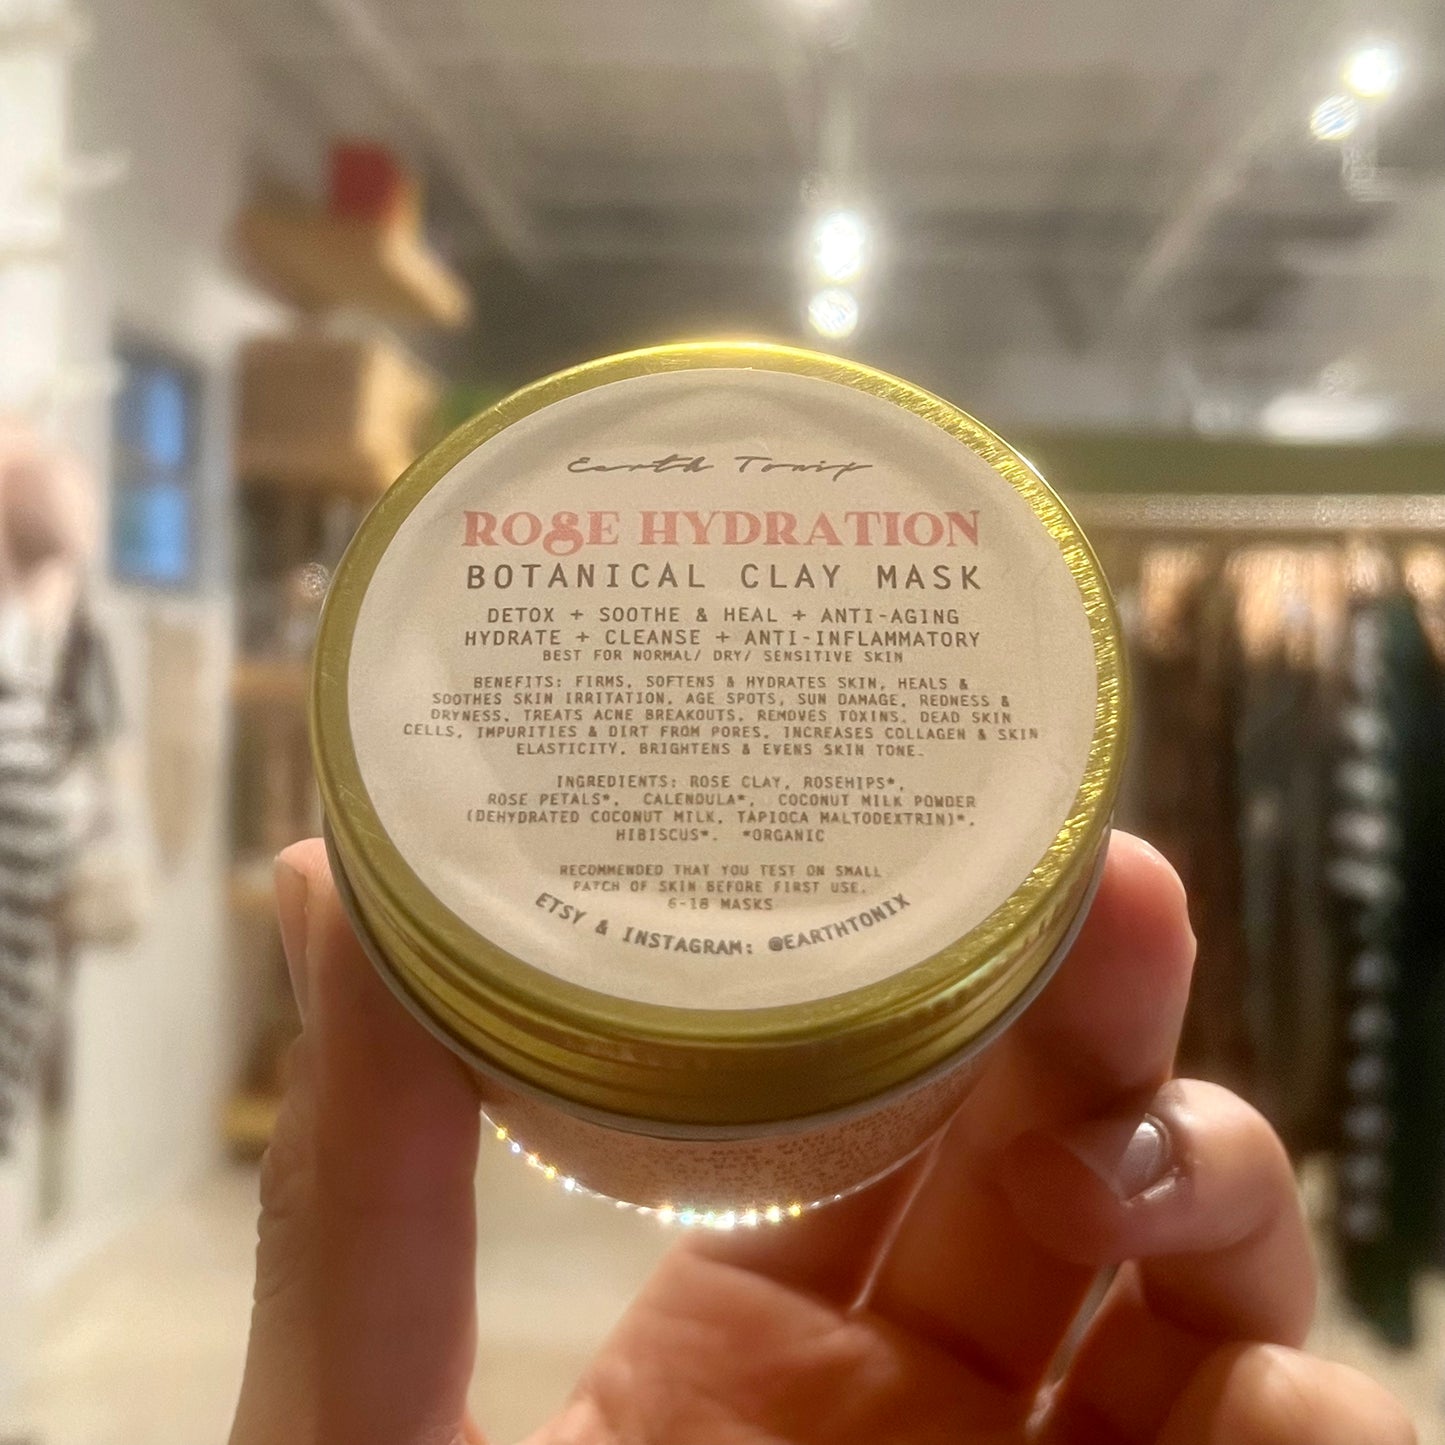 Earth Tonix
ROSE HYDRATION
BOTANICAL CLAY MASK
DETOX + SOOTHE & HEAL + ANTI-AGING
HYDRATE + CLEANSE + ANTI-INFLAMMATORY
BEST FOR NORMAL/ DRY/ SENSITIVE SKIN
BENEFITS: FIRMS, SOFTENS & HYDRATES SKIN, HEALS &
SOOTHES SKIN IRRITATION, AGE SPOTS, SUN DAMAGE, REDNESS &
DRYNESS, TREATS ACNE BREAKOUTS, REMOVES TOXINS, DEAD SKIN
CELLS, IMPURITIES & DIRT FROM PORES, INCREASES COLLAGEN & SKIN
ELASTICITY, BRIGHTENS & EVENS SKIN TONE.
INGREDIENTS: ROSE CLAY, ROSEHIPS*,
ROSE PETALS*, CALENDULA*, COCONUT MILK POWDER
(DEHYDRATED COCONUT MILK, TAPIOCA MALTODEXTRIN)*,
HIBISCUS*. *ORGANIC
RECOMMENDED THAT YOU TEST ON SMALL
PATCH OF SKIN BEFORE FIRST USE.
6-18 MASKS
ETSY & INSTAGRAM: @EARTHTONIX